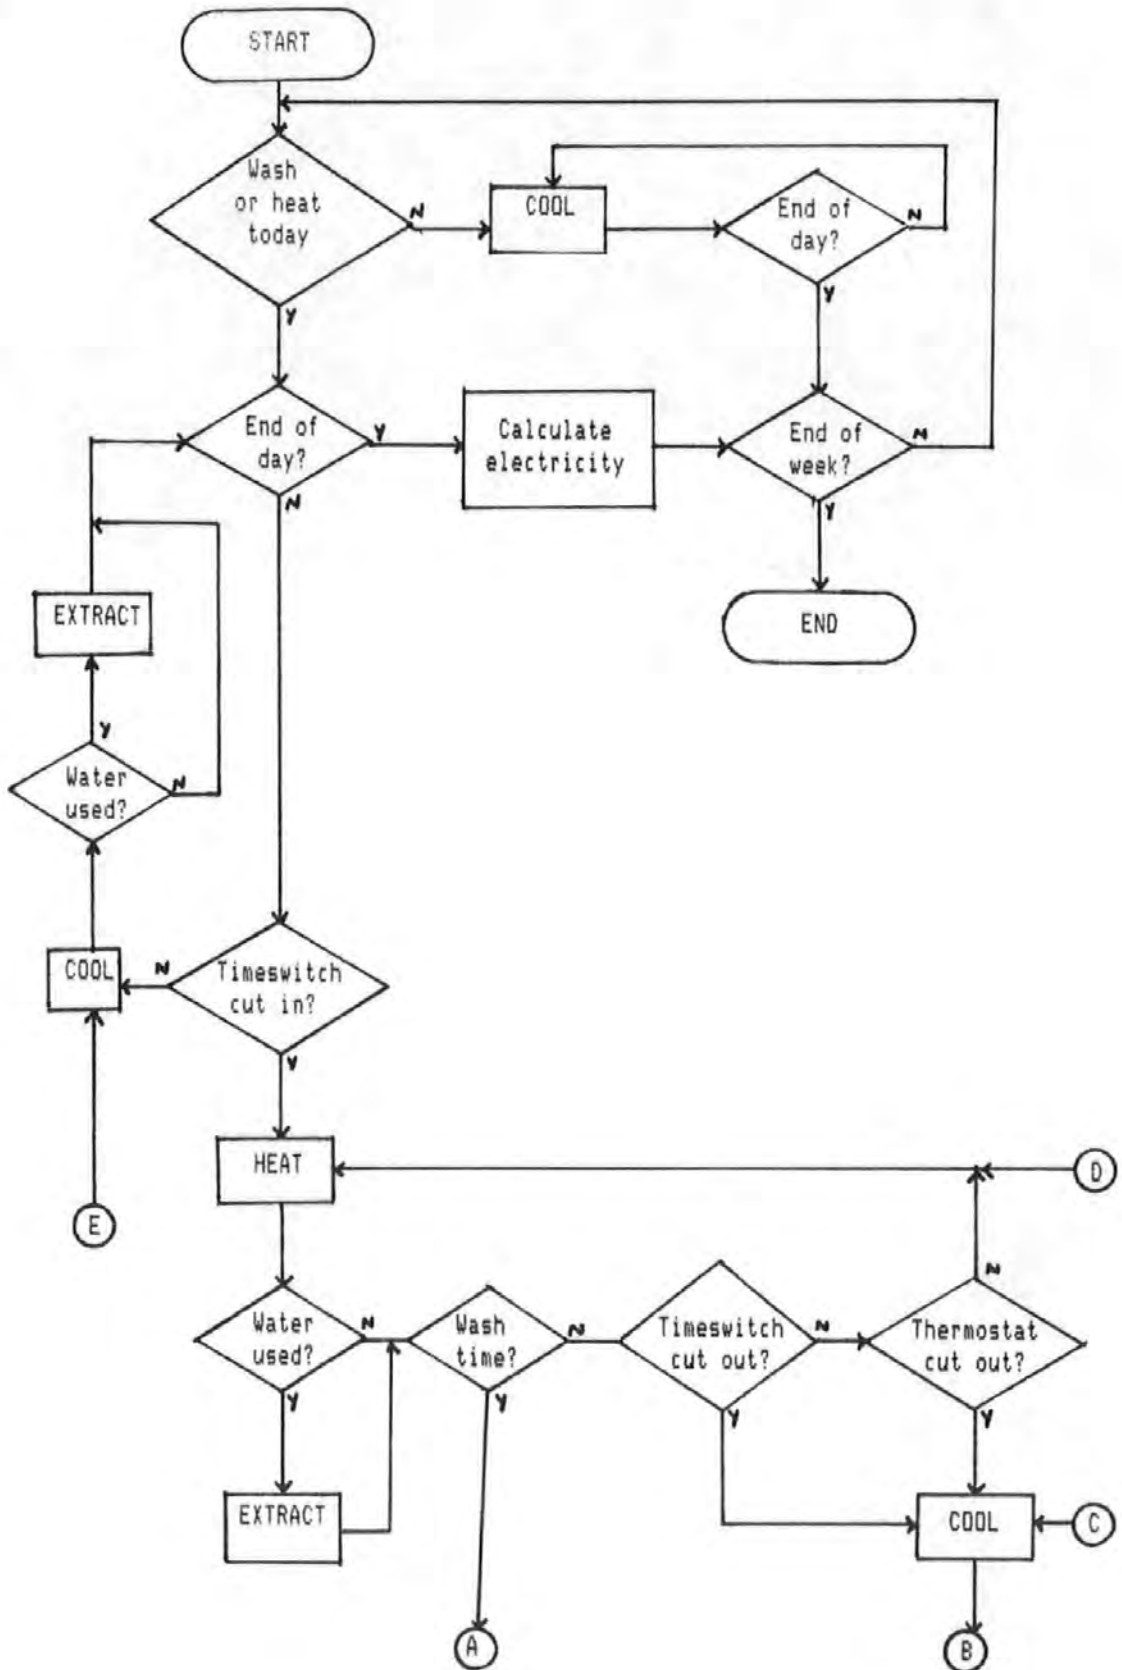 START
Wash
or heat
today
N
COOL
End of
day?
N
Y
Y
End of
day?
Y
Calculate
electricity
End of
week?
N
N
Y
EXTRACT
END
Y
Water
used?
N
COOL
N
Timeswitch
cut in?
Y
HEAT
D
E
N
Water
used?
N
Wash
time?
N
Timeswitch
cut out?
N
Thermostat
cut out?
Y
Y
Y
Y
EXTRACT
COOL
C
A
B